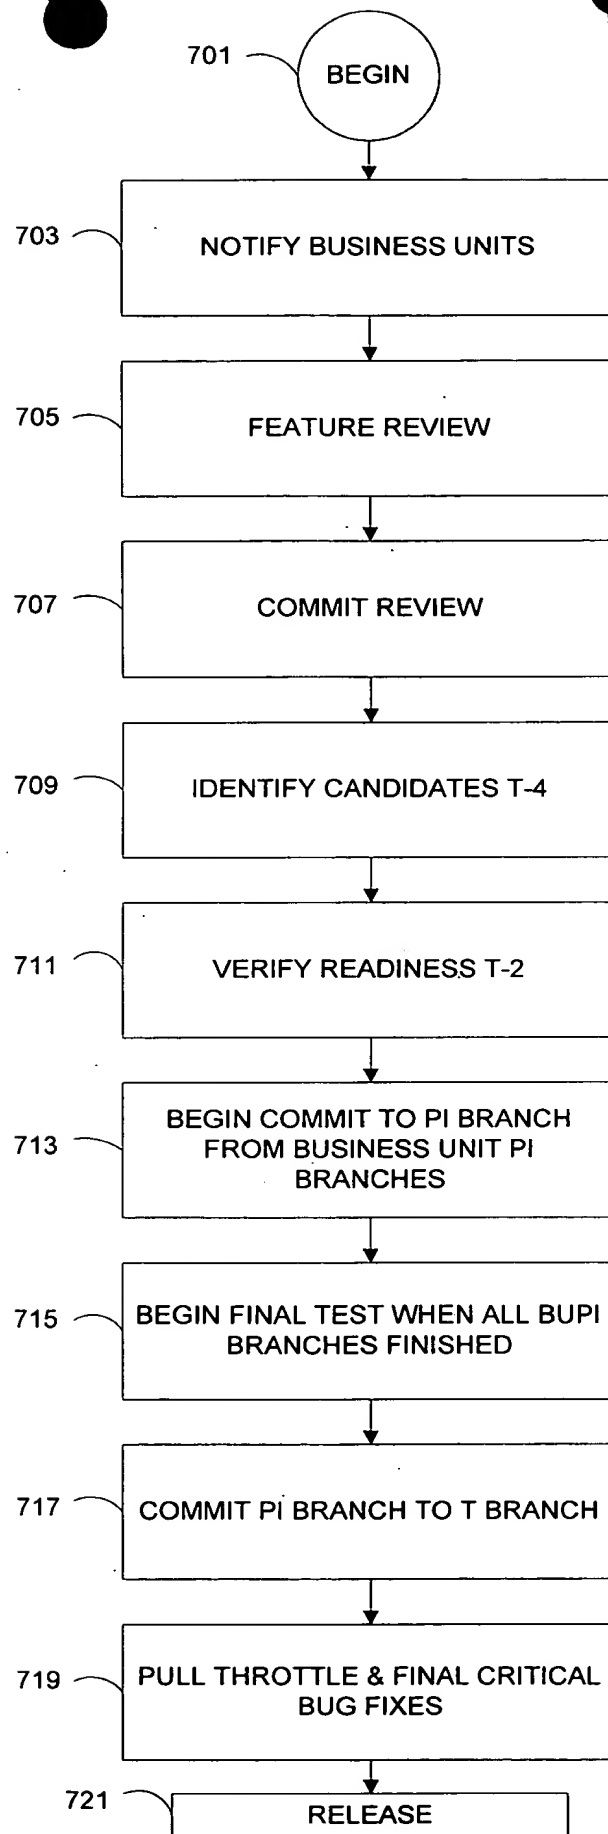 701
BEGIN
703
NOTIFY BUSINESS UNITS
705
FEATURE REVIEW
707
COMMIT REVIEW
709
IDENTIFY CANDIDATES T-4
711
VERIFY READINESS T-2
713
BEGIN COMMIT TO PI BRANCH
FROM BUSINESS UNIT PI
BRANCHES
715
BEGIN FINAL TEST WHEN ALL BUPI
BRANCHES FINISHED
717
COMMIT PI BRANCH TO T BRANCH
719
PULL THROTTLE & FINAL CRITICAL
BUG FIXES
721
RELEASE